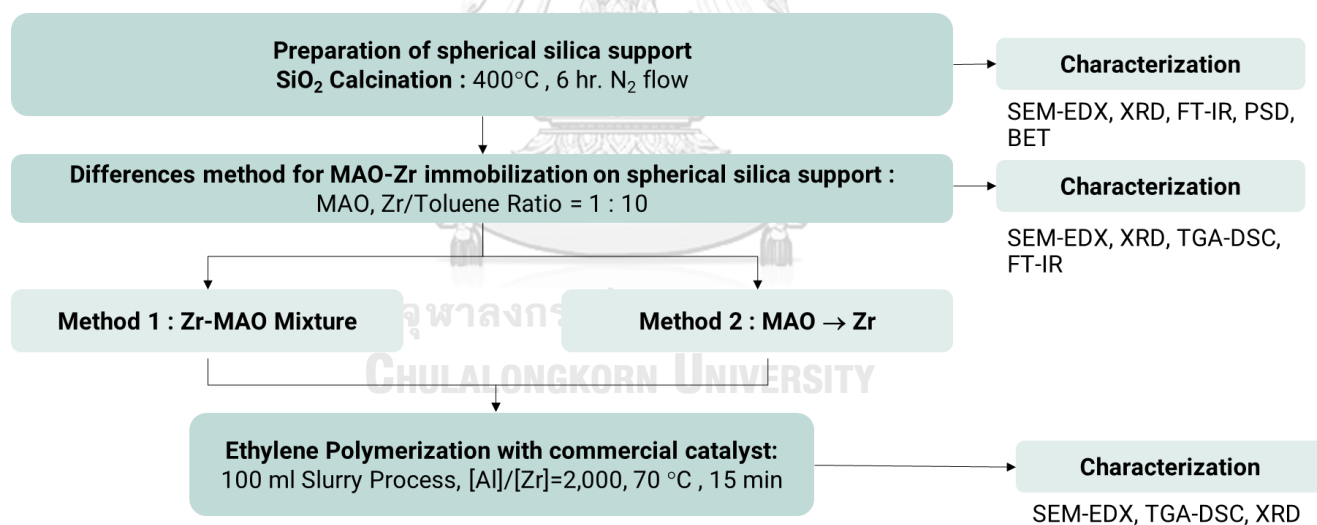 Preparation of spherical silica support
SiO₂ Calcination : 400°C , 6 hr. N₂ flow
Characterization
SEM-EDX, XRD, FT-IR, PSD,
BET
Differences method for MAO-Zr immobilization on spherical silica support :
MAO, Zr/Toluene Ratio = 1 : 10
Characterization
SEM-EDX, XRD, TGA-DSC,
FT-IR
Method 1 : Zr-MAO Mixture
Method 2 : MAO → Zr
จุฬาลงกร
CHULALONGKORN UNIVERSITY
Ethylene Polymerization with commercial catalyst:
100 ml Slurry Process, [Al]/[Zr]=2,000, 70 °C , 15 min
Characterization
SEM-EDX, TGA-DSC, XRD